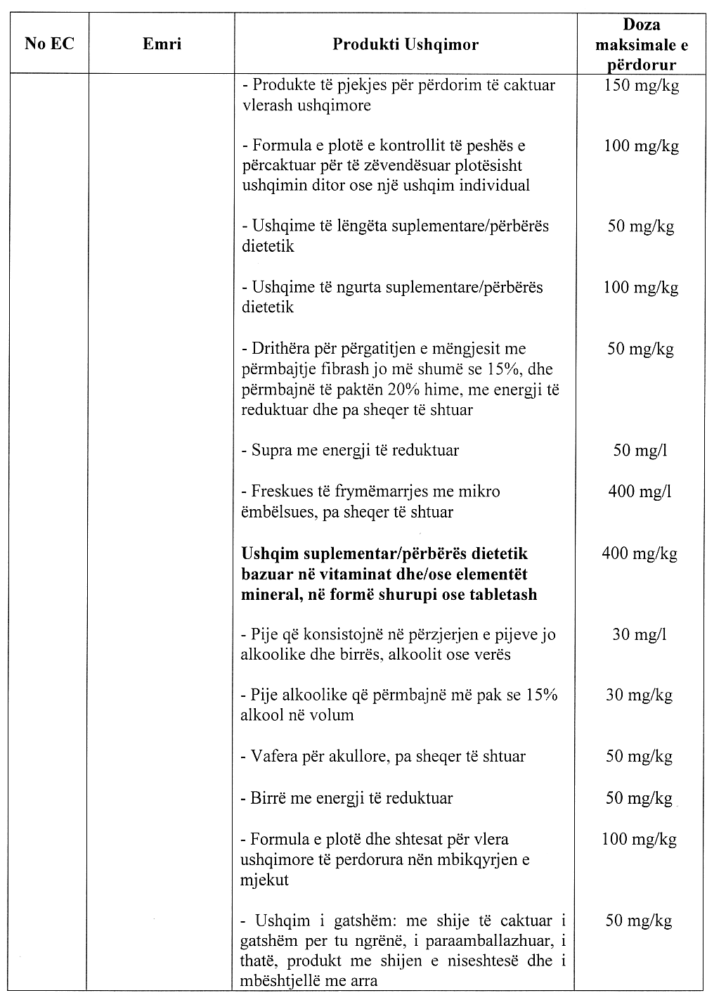 No EC Emri Produkti Ushqimor Doza
maksimale e
përdorur
- Produkte të pjekjes për përdorim të caktuar 150 mg/kg
vlerash ushqimore
- Formula e plotë e kontrollit të peshës e 100 mg/kg
përcaktuar për të zëvendësuar plotësisht
ushqimin ditor ose një ushqim individual
- Ushqime të lëngëta suplementare/përbërës 50 mg/kg
dietetik
- Ushqime të ngurta suplementare/përbërës 100 mg/kg
dietetik
- Drithëra për përgatitjen e mëngjesit me 50 mg/kg
përmbajtje fibrash jo më shumë se 15%, dhe
përmbajnë të paktën 20% hime, me energji të
reduktuar dhe pa sheqer të shtuar
- Supra me energji të reduktuar 50 mg/l
- Freskues të frymëmarrjes me mikro 400 mg/l
ëmbëlsues, pa sheqer të shtuar
Ushqim suplementar/përbërës dietetik 400 mg/kg
bazuar në vitaminat dhe/ose elementët
mineral, në formë shurupi ose tabletash
- Pije që konsistojnë në përzjerjen e pijeve jo 30 mg/l
alkoolike dhe birrës, alkoolit ose verës
- Pije alkoolike që përmbajnë më pak se 15% 30 mg/kg
alkool në volum
- Vafera për akullore, pa sheqer të shtuar 50 mg/kg
- Birrë me energji të reduktuar 50 mg/kg
- Formula e plotë dhe shtesat për vlera 100 mg/kg
ushqimore të perdorura nën mbikqyrjen e
mjekut
- Ushqim i gatshëm: me shije të caktuar i 50 mg/kg
gatshëm per tu ngrënë, i paraamballazhuar, i
thatë, produkt me shijen e niseshtesë dhe i
mbështjellë me arra